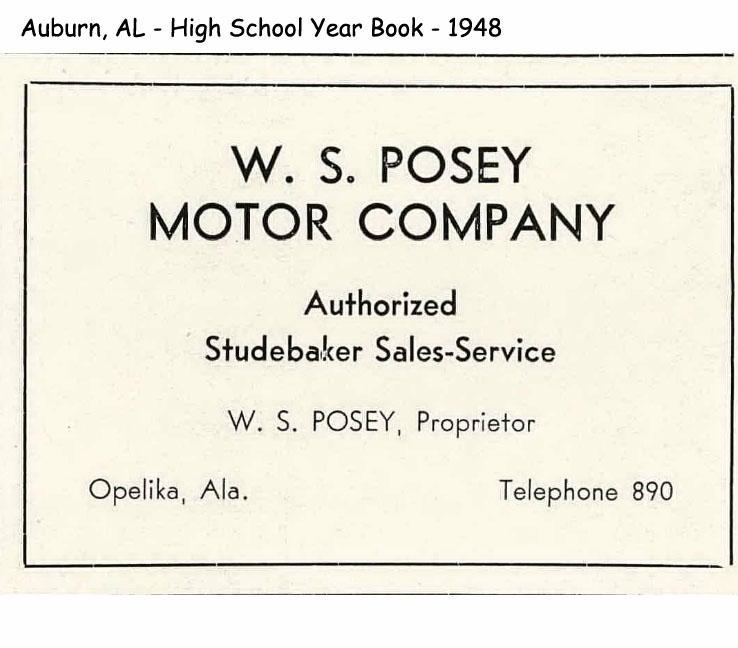 Auburn, AL - High School Year Book - 1948
W. S. POSEY
MOTOR COMPANY
Authorized
Studebaker Sales-Service
W. S. POSEY, Proprietor
Opelika, Ala. Telephone 890